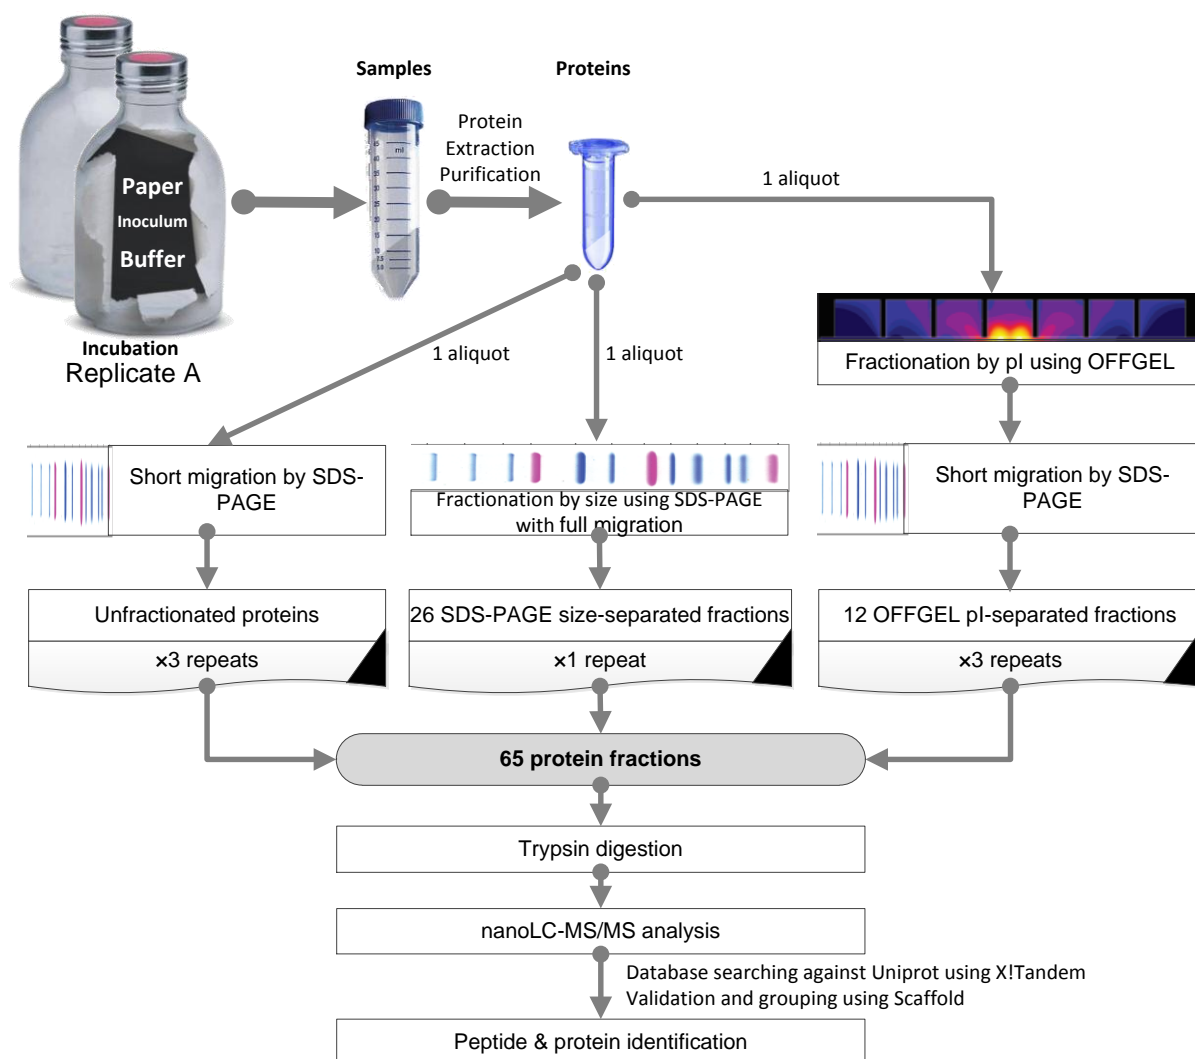 Samples
Proteins
Protein
Extraction
Purification
1 aliquot
Paper
Inoculum
Buffer
Incubation
Replicate A
1 aliquot
1 aliquot
Fractionation by pI using OFFGEL
Short migration by SDS-
PAGE
Fractionation by size using SDS-PAGE
with full migration
Short migration by SDS-
PAGE
Unfractionated proteins
×3 repeats
26 SDS-PAGE size-separated fractions
×1 repeat
12 OFFGEL pI-separated fractions
×3 repeats
65 protein fractions
Trypsin digestion
nanoLC-MS/MS analysis
Database searching against Uniprot using X!Tandem
Validation and grouping using Scaffold
Peptide & protein identification